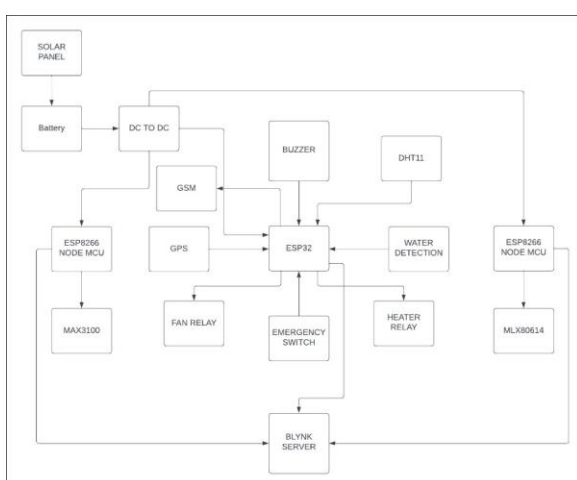 SOLAR
PANEL
Battery
DC TO DC
BUZZER
DHT11
GSM
ESP8266
NODE MCU
GPS
ESP32
WATER
DETECTION
ESP8266
NODE MCU
MAX3100
FAN RELAY
EMERGENCY
SWITCH
HEATER
RELAY
MLX80614
BLYNK
SERVER